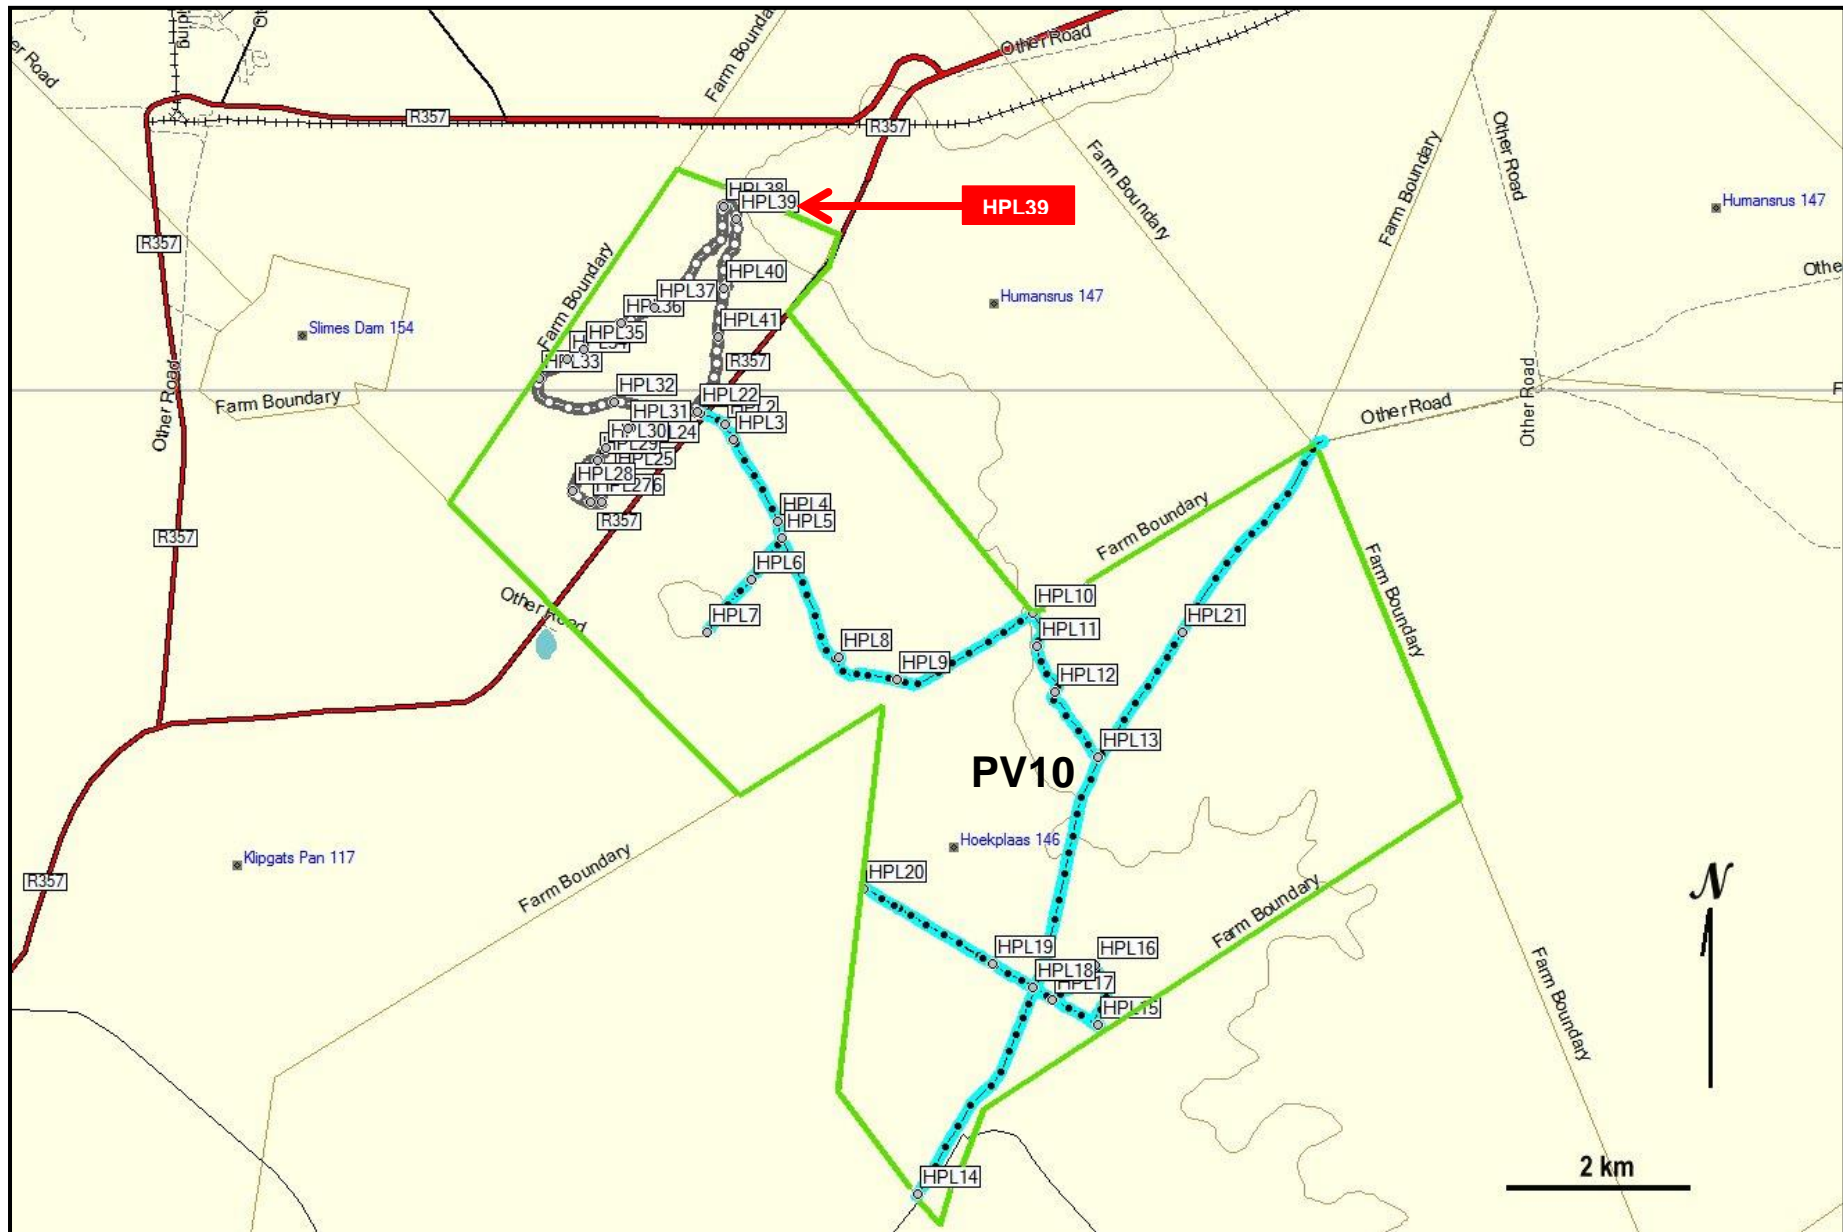 Other Road
Farm Boundary
R357
R357
HPL38
HPL39
HPL39
Farm Boundary
Farm Boundary
Other Road
Humansrus 147
R357
Farm Boundary
HPL40
HPL37
HPL36
Humansrus 147
Slimes Dam 154
HPL35
HPL41
HPL33
R357
HPL32
HPL22
Farm Boundary
Other Road
Other Road
Other Road
HPL31
HPL3
HPL30
HPL29
HPL25
HPL28
R357
HPL4
HPL5
R357
Farm Boundary
HPL6
Farm Boundary
Other Road
HPL7
HPL10
HPL11
HPL21
HPL8
HPL9
HPL12
HPL13
PV10
Hoekplaas 146
Klipgats Pan 117
R357
Farm Boundary
HPL20
Farm Boundary
N
HPL19
HPL16
HPL18
HPL17
HPL15
Farm Boundary
HPL14
2 km